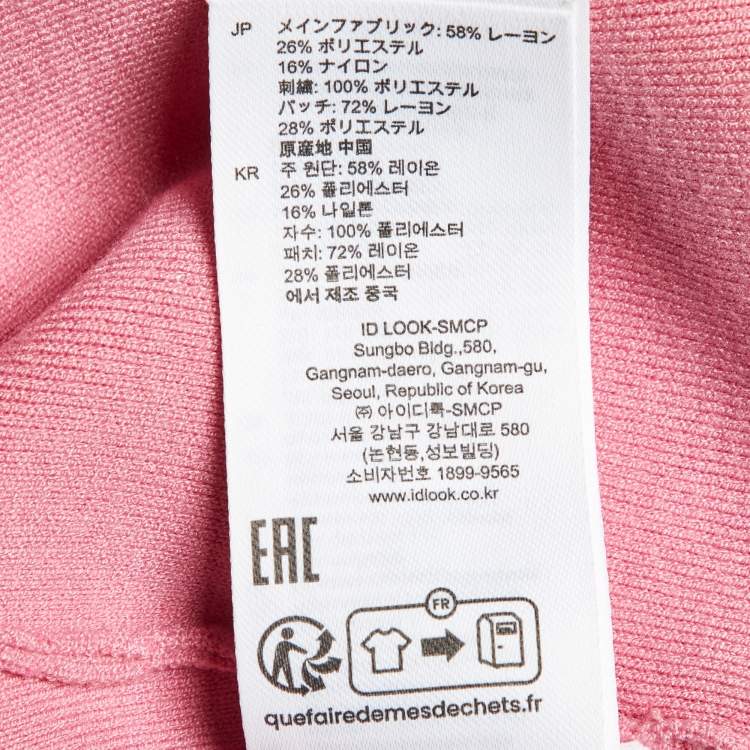 JP メインファブリック: 58% レーヨン
26% ポリエステル
16% ナイロン
刺繍: 100% ポリエステル
パッチ: 72% レーヨン
28% ポリエステル
原産地 中国
KR 주 원단: 58% 레이온
26% 폴리에스터
16% 나일론
자수: 100% 폴리에스터
패치: 72% 레이온
28% 폴리에스터
에서 제조 중국
ID LOOK-SMCP
Sungbo Bldg.,580,
Gangnam-daero, Gangnam-gu,
Seoul, Republic of Korea
㈜ 아이디룩-SMCP
서울 강남구 강남대로 580
(논현동,성보빌딩)
소비자번호 1899-9565
www.idlook.co.kr
EAC
FR
quefairedemesdechets.fr